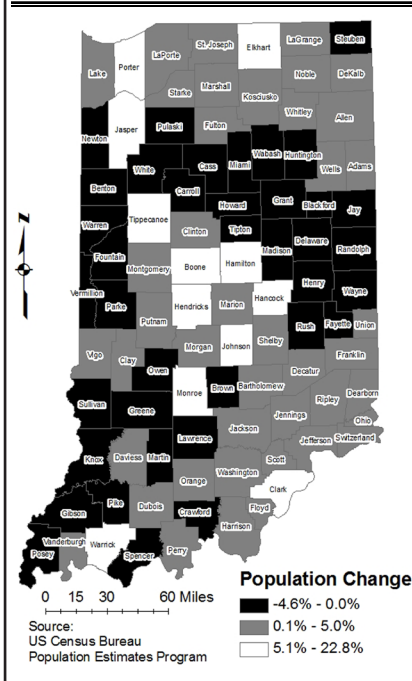 Steuben
LaGrange
Elkhart
St. Joseph
LaPorte
Porter
Lake
Noble
DeKalb
Marshall
Starke
Kosciusko
Whitley
Allen
Fulton
Pulaski
Jasper
Newton
Wabash
Huntington
Miami
Cass
White
Wells
Adams
Carroll
Benton
Grant
Blackford
Jay
Howard
Tippecanoe
Warren
Clinton
Tipton
Delaware
Randolph
Madison
Fountain
Montgomery
Boone
Hamilton
Henry
Wayne
Vermillion
Parke
Hendricks
Marion
Hancock
Putnam
Rush
Fayette
Union
Morgan
Johnson
Shelby
Vigo
Clay
Franklin
Owen
Decatur
Monroe
Brown
Bartholomew
Dearborn
Ripley
Sullivan
Greene
Jennings
Ohio
Jackson
Lawrence
Jefferson
Switzerland
Knox
Daviess
Martin
Scott
Washington
Orange
Clark
Pike
Dubois
Floyd
Gibson
Crawford
Harrison
Vanderburgh
Warrick
Perry
Posey
Spencer
N
Population Change
-4.6% - 0.0%
0.1% - 5.0%
5.1% - 22.8%
0 15 30 60 Miles
Source:
US Census Bureau
Population Estimates Program